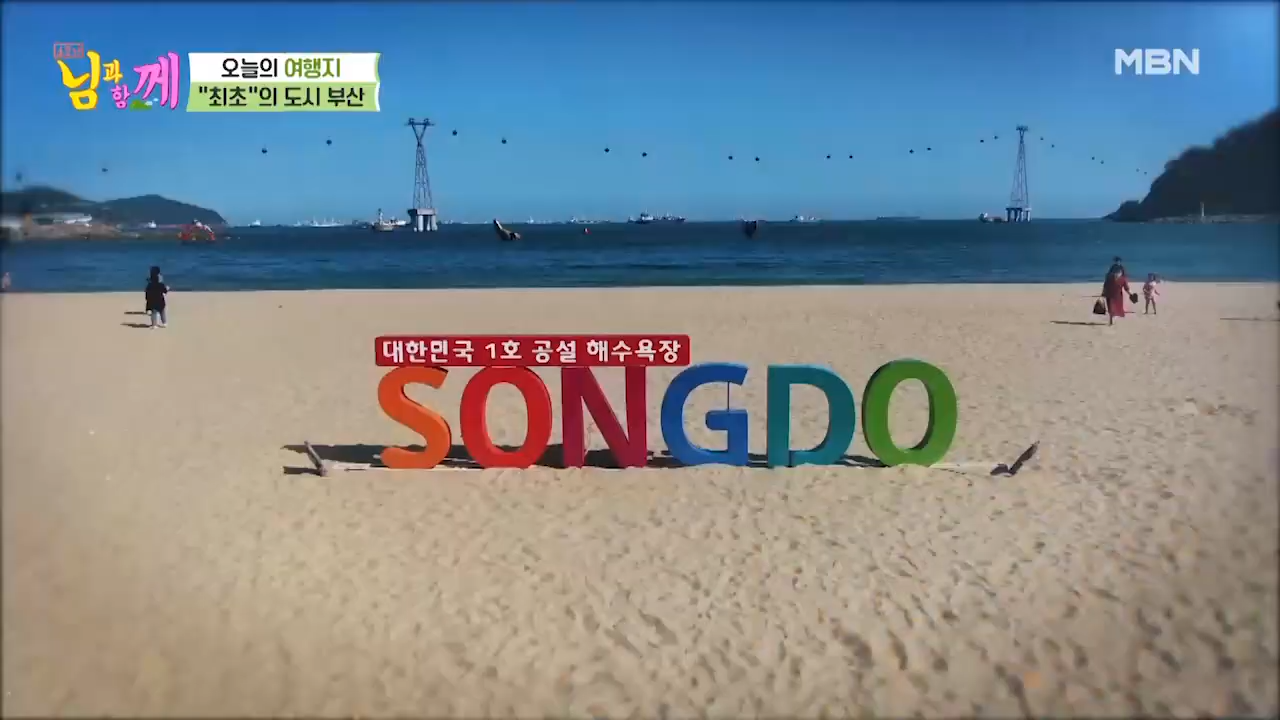 님과 함께
오늘의 여행지
"최초"의 도시 부산
MBN
대한민국 1호 공설 해수욕장
SONGDO